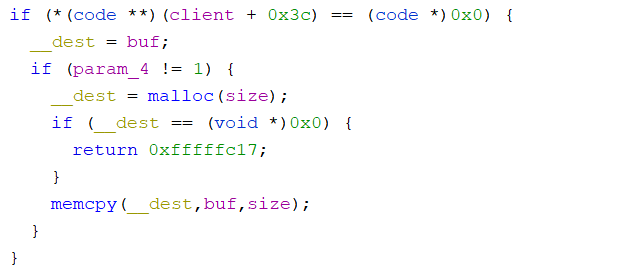 if (*(code **)(client + 0x3c) == (code *)0x0) {
__dest = buf;
if (param_4 != 1) {
__dest = malloc(size);
if (__dest == (void *)0x0) {
return 0xfffffc17;
}
memcpy(__dest,buf,size);
}
}